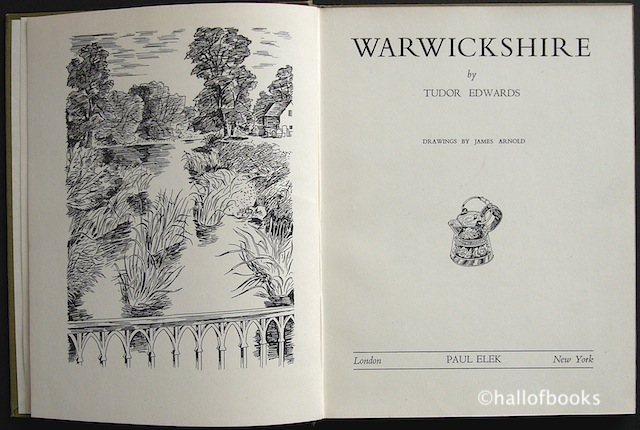 WARWICKSHIRE
by
TUDOR EDWARDS
DRAWINGS BY JAMES ARNOLD
London PAUL ELEK New York
©hallofbooks